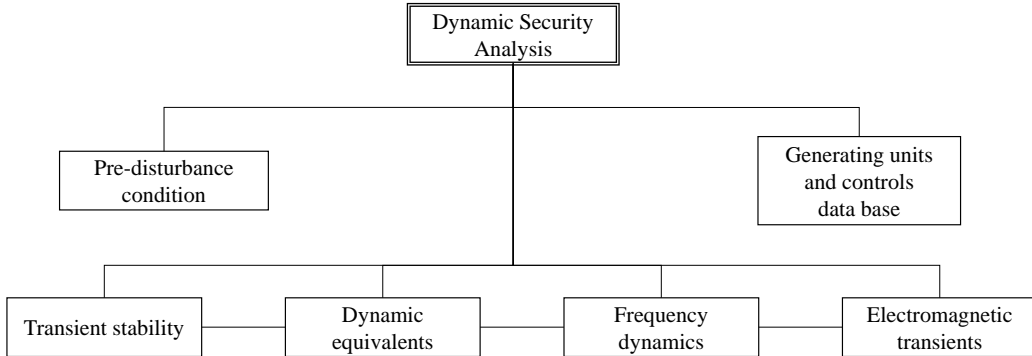 Dynamic Security
Analysis
Pre-disturbance
condition
Generating units
and controls
data base
Transient stability
Dynamic
equivalents
Frequency
dynamics
Electromagnetic
transients